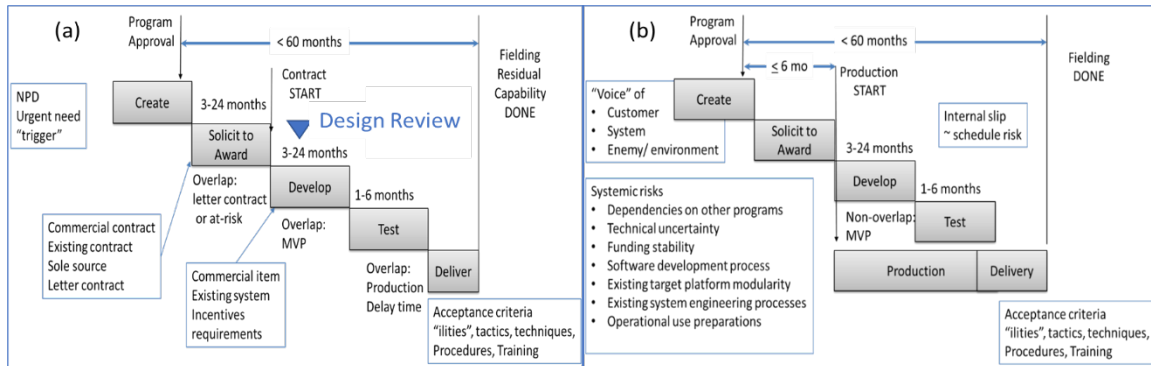 (a)
Program
Approval
< 60 months
NPD
Urgent need
"trigger"
Create
3-24 months
Contract
START
Fielding
Residual
Capability
DONE
Design Review
Solicit to
Award
3-24 months
Overlap:
letter contract
or at-risk
Develop
1-6 months
Commercial contract
Existing contract
Sole source
Letter contract
Overlap:
MVP
Test
Commercial item
Existing system
Incentives
requirements
Overlap:
Production
Delay time
Deliver
Acceptance criteria
"ilities", tactics, techniques,
Procedures, Training
(b)
Program
Approval
< 60 months
≤ 6 mo
Production
START
Fielding
DONE
"Voice" of
• Customer
• System
• Enemy/ environment
Create
Solicit to
Award
Internal slip
~ schedule risk
3-24 months
Develop
1-6 months
Non-overlap:
MVP
Test
Systemic risks
• Dependencies on other programs
• Technical uncertainty
• Funding stability
• Software development process
• Existing target platform modularity
• Existing system engineering processes
• Operational use preparations
Production
Delivery
Acceptance criteria
"ilities", tactics, techniques,
Procedures, Training